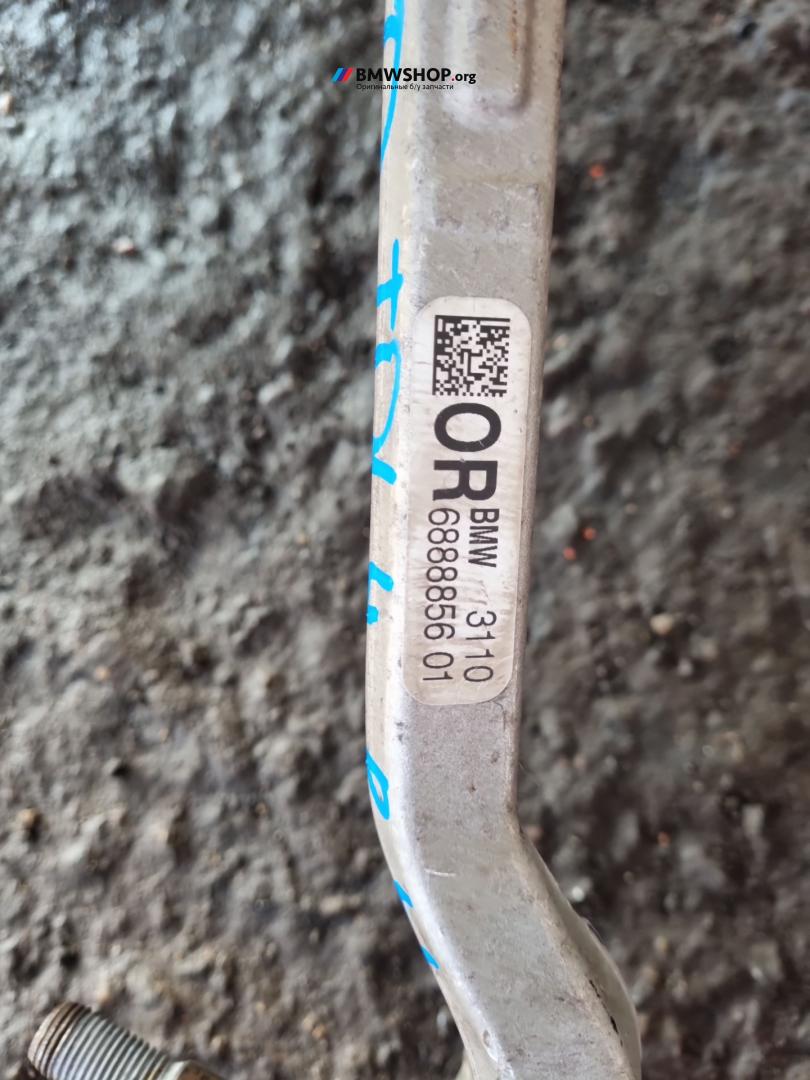 BMWSHOP.org
Оригинальные б/у запчасти
OR BMW 3110
6888856 01